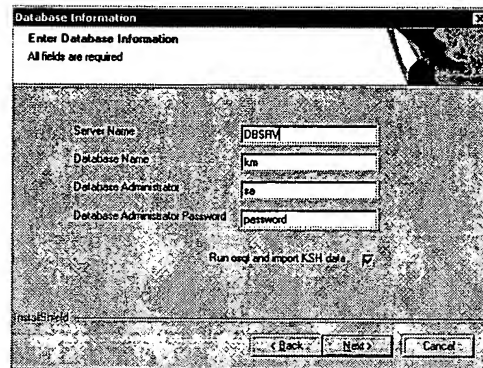 Database Information
Enter Database Information
All fields are required
Server Name DBSRV
Database Name km
Database Administrator sa
Database Administrator Password password
Run osql and import KSH data
InstallShield
< Back Next > Cancel